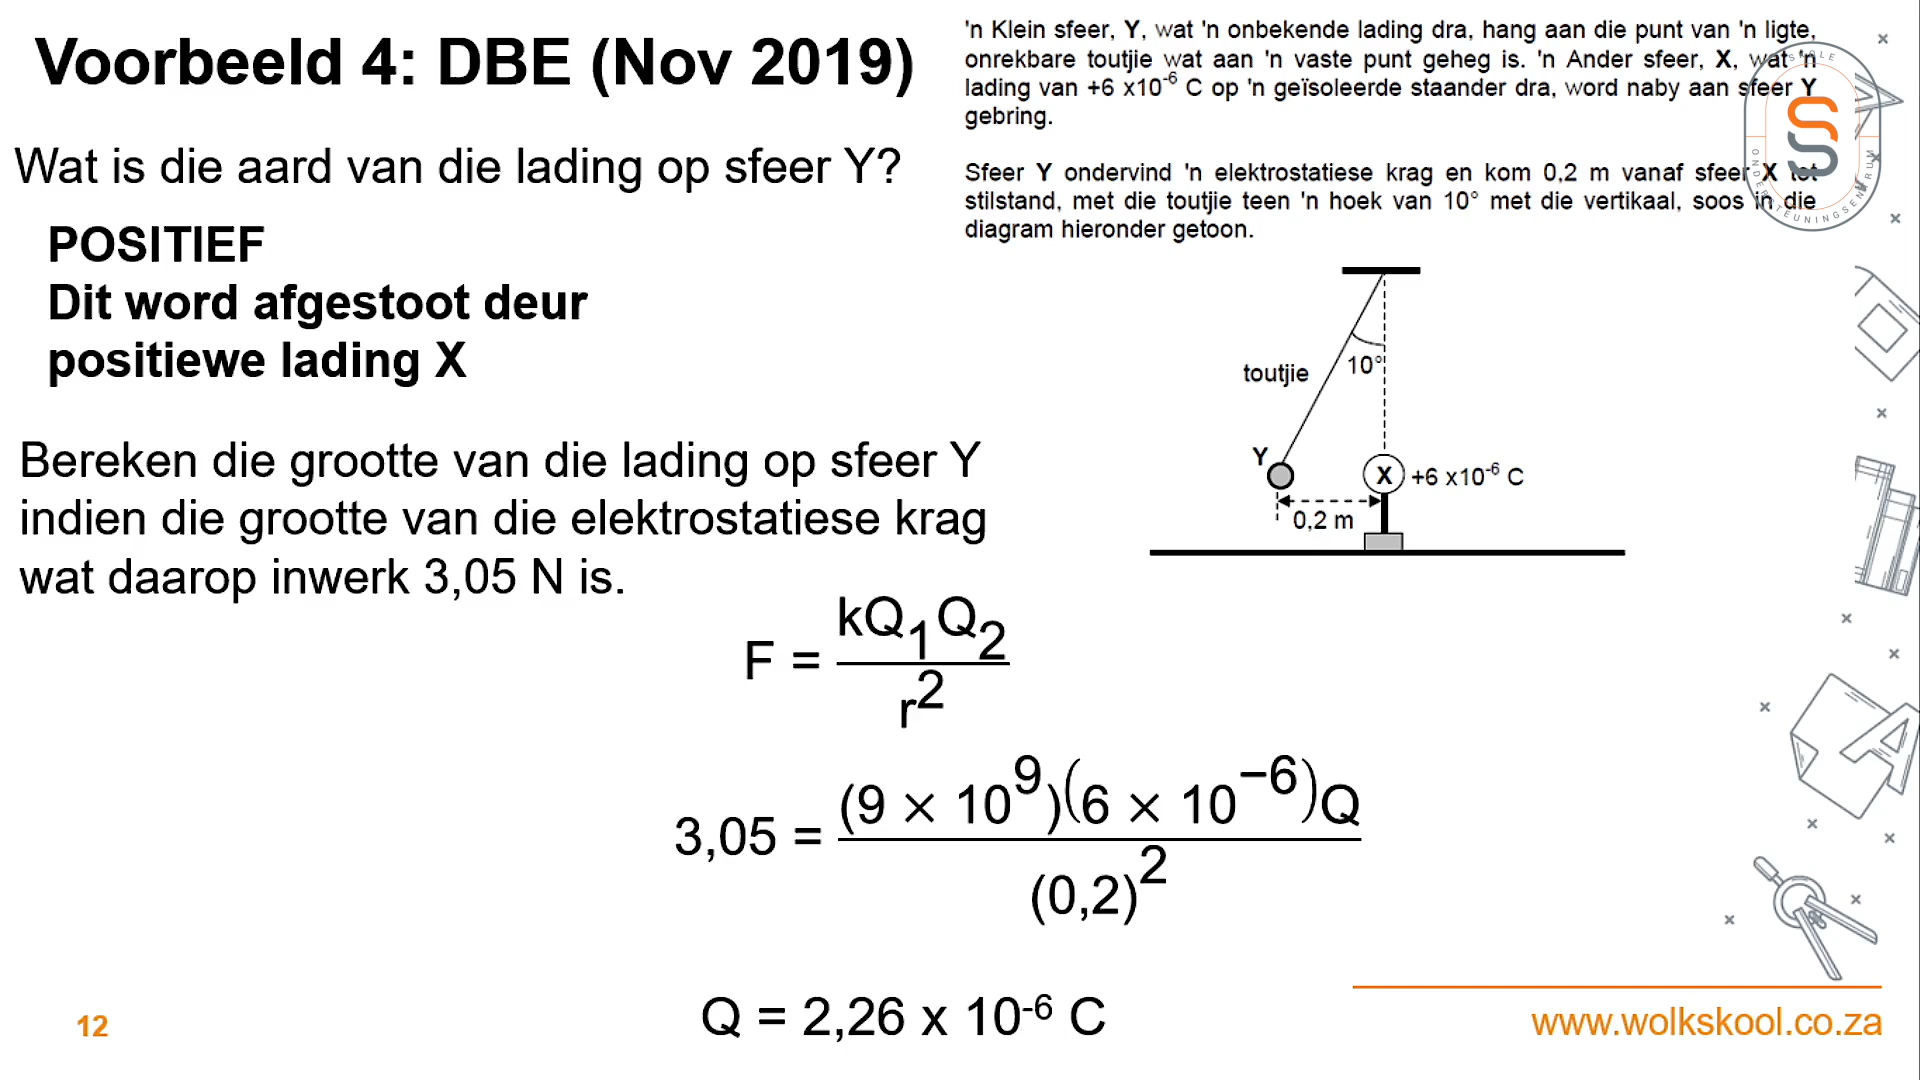 Voorbeeld 4: DBE (Nov 2019)
Wat is die aard van die lading op sfeer Y?
POSITIEF
Dit word afgestoot deur
positiewe lading X
Bereken die grootte van die lading op sfeer Y
indien die grootte van die elektrostatiese krag
wat daarop inwerk 3,05 N is.
F = kQ₁Q₂ / r²
3,05 = (9 × 10⁹)(6 × 10⁻⁶)Q / (0,2)²
Q = 2,26 x 10⁻⁶ C
'n Klein sfeer, Y, wat 'n onbekende lading dra, hang aan die punt van 'n ligte,
onrekbare toutjie wat aan 'n vaste punt geheg is. 'n Ander sfeer, X, wat 'n
lading van +6 x10⁻⁶ C op 'n geïsoleerde staander dra, word naby aan sfeer Y
gebring.
Sfeer Y ondervind 'n elektrostatiese krag en kom 0,2 m vanaf sfeer X tot
stilstand, met die toutjie teen 'n hoek van 10° met die vertikaal, soos in die
diagram hieronder getoon.
toutjie
10°
Y
X
+6 x10⁻⁶ C
0,2 m
SKOLE
SS
ONDERSTEUNINGSENTRUM
A
12
www.wolkskool.co.za